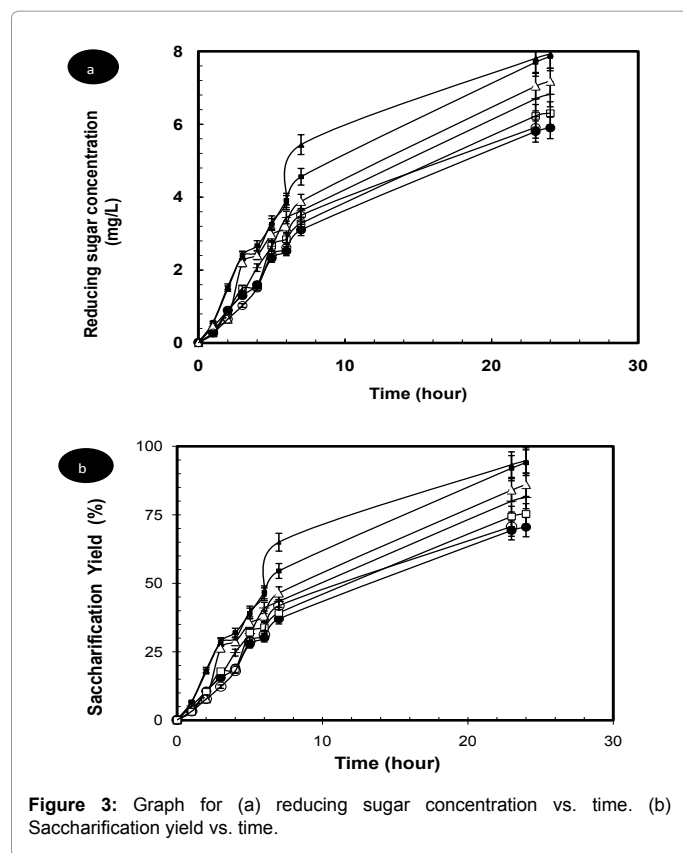 a
8
6
4
2
0
Reducing sugar concentration
(mg/L)
0 10 20 30
Time (hour)
b
100
75
50
25
0
Saccharification Yield (%)
0 10 20 30
Time (hour)
Figure 3: Graph for (a) reducing sugar concentration vs. time. (b)
Saccharification yield vs. time.